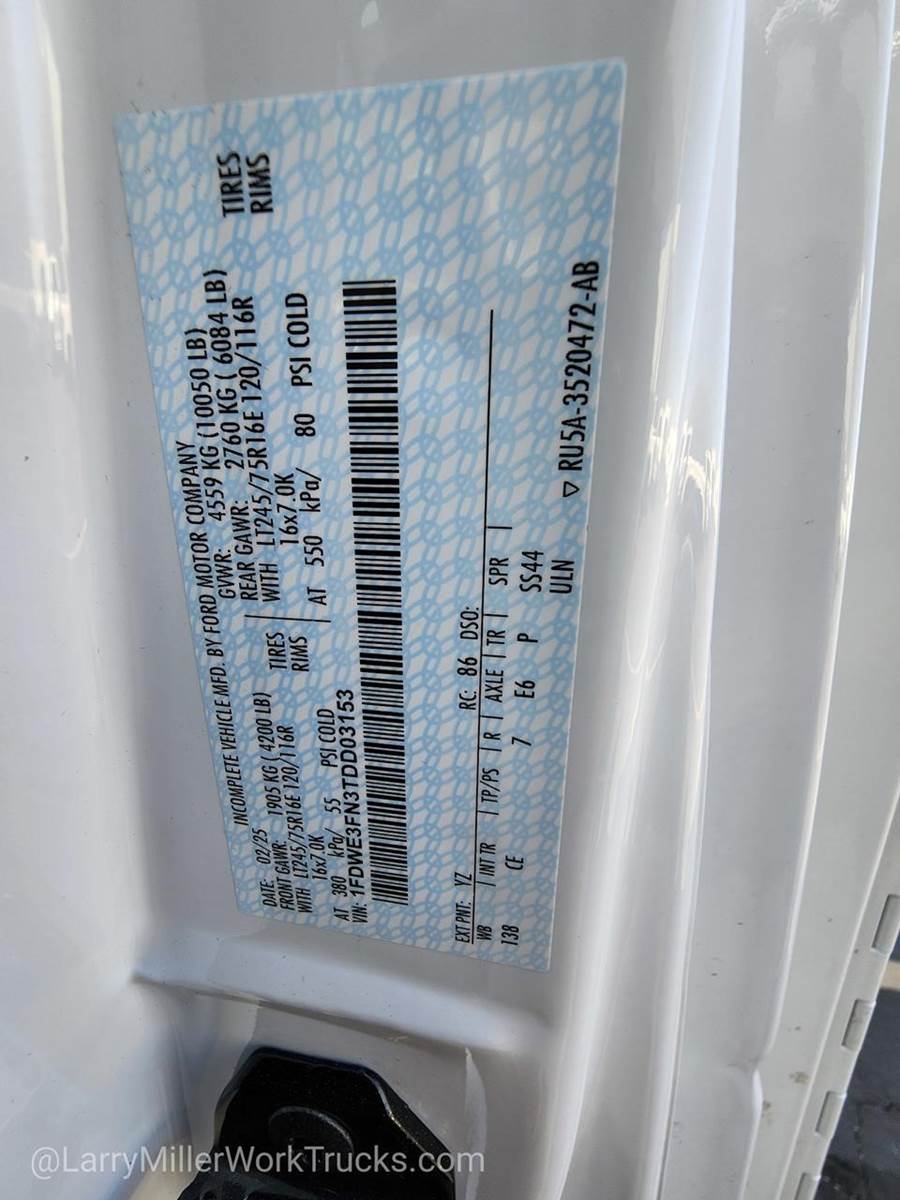 INCOMPLETE VEHICLE MFD. BY FORD MOTOR COMPANY
DATE: 02/25 GVWR: 4559 KG (10050 LB)
FRONT GAWR: 1905 KG ( 4200 LB) REAR GAWR: 2760 KG ( 6084 LB)
WITH LT245/75R16E 120/116R TIRES WITH LT245/75R16E 120/116R TIRES
16x7.0K RIMS 16x7.0K RIMS
AT 380 kPa/ 55 PSI COLD AT 550 kPa/ 80 PSI COLD
VIN: 1FDWE3FN3TDD03153
EXT PNT: YZ RC: 86 DSO:
WB | INT TR | TP/PS | R | AXLE | TR | SPR |
138 CE 7 E6 P SS44
ULN
▽ RU5A-3520472-AB
@LarryMillerWorkTrucks.com